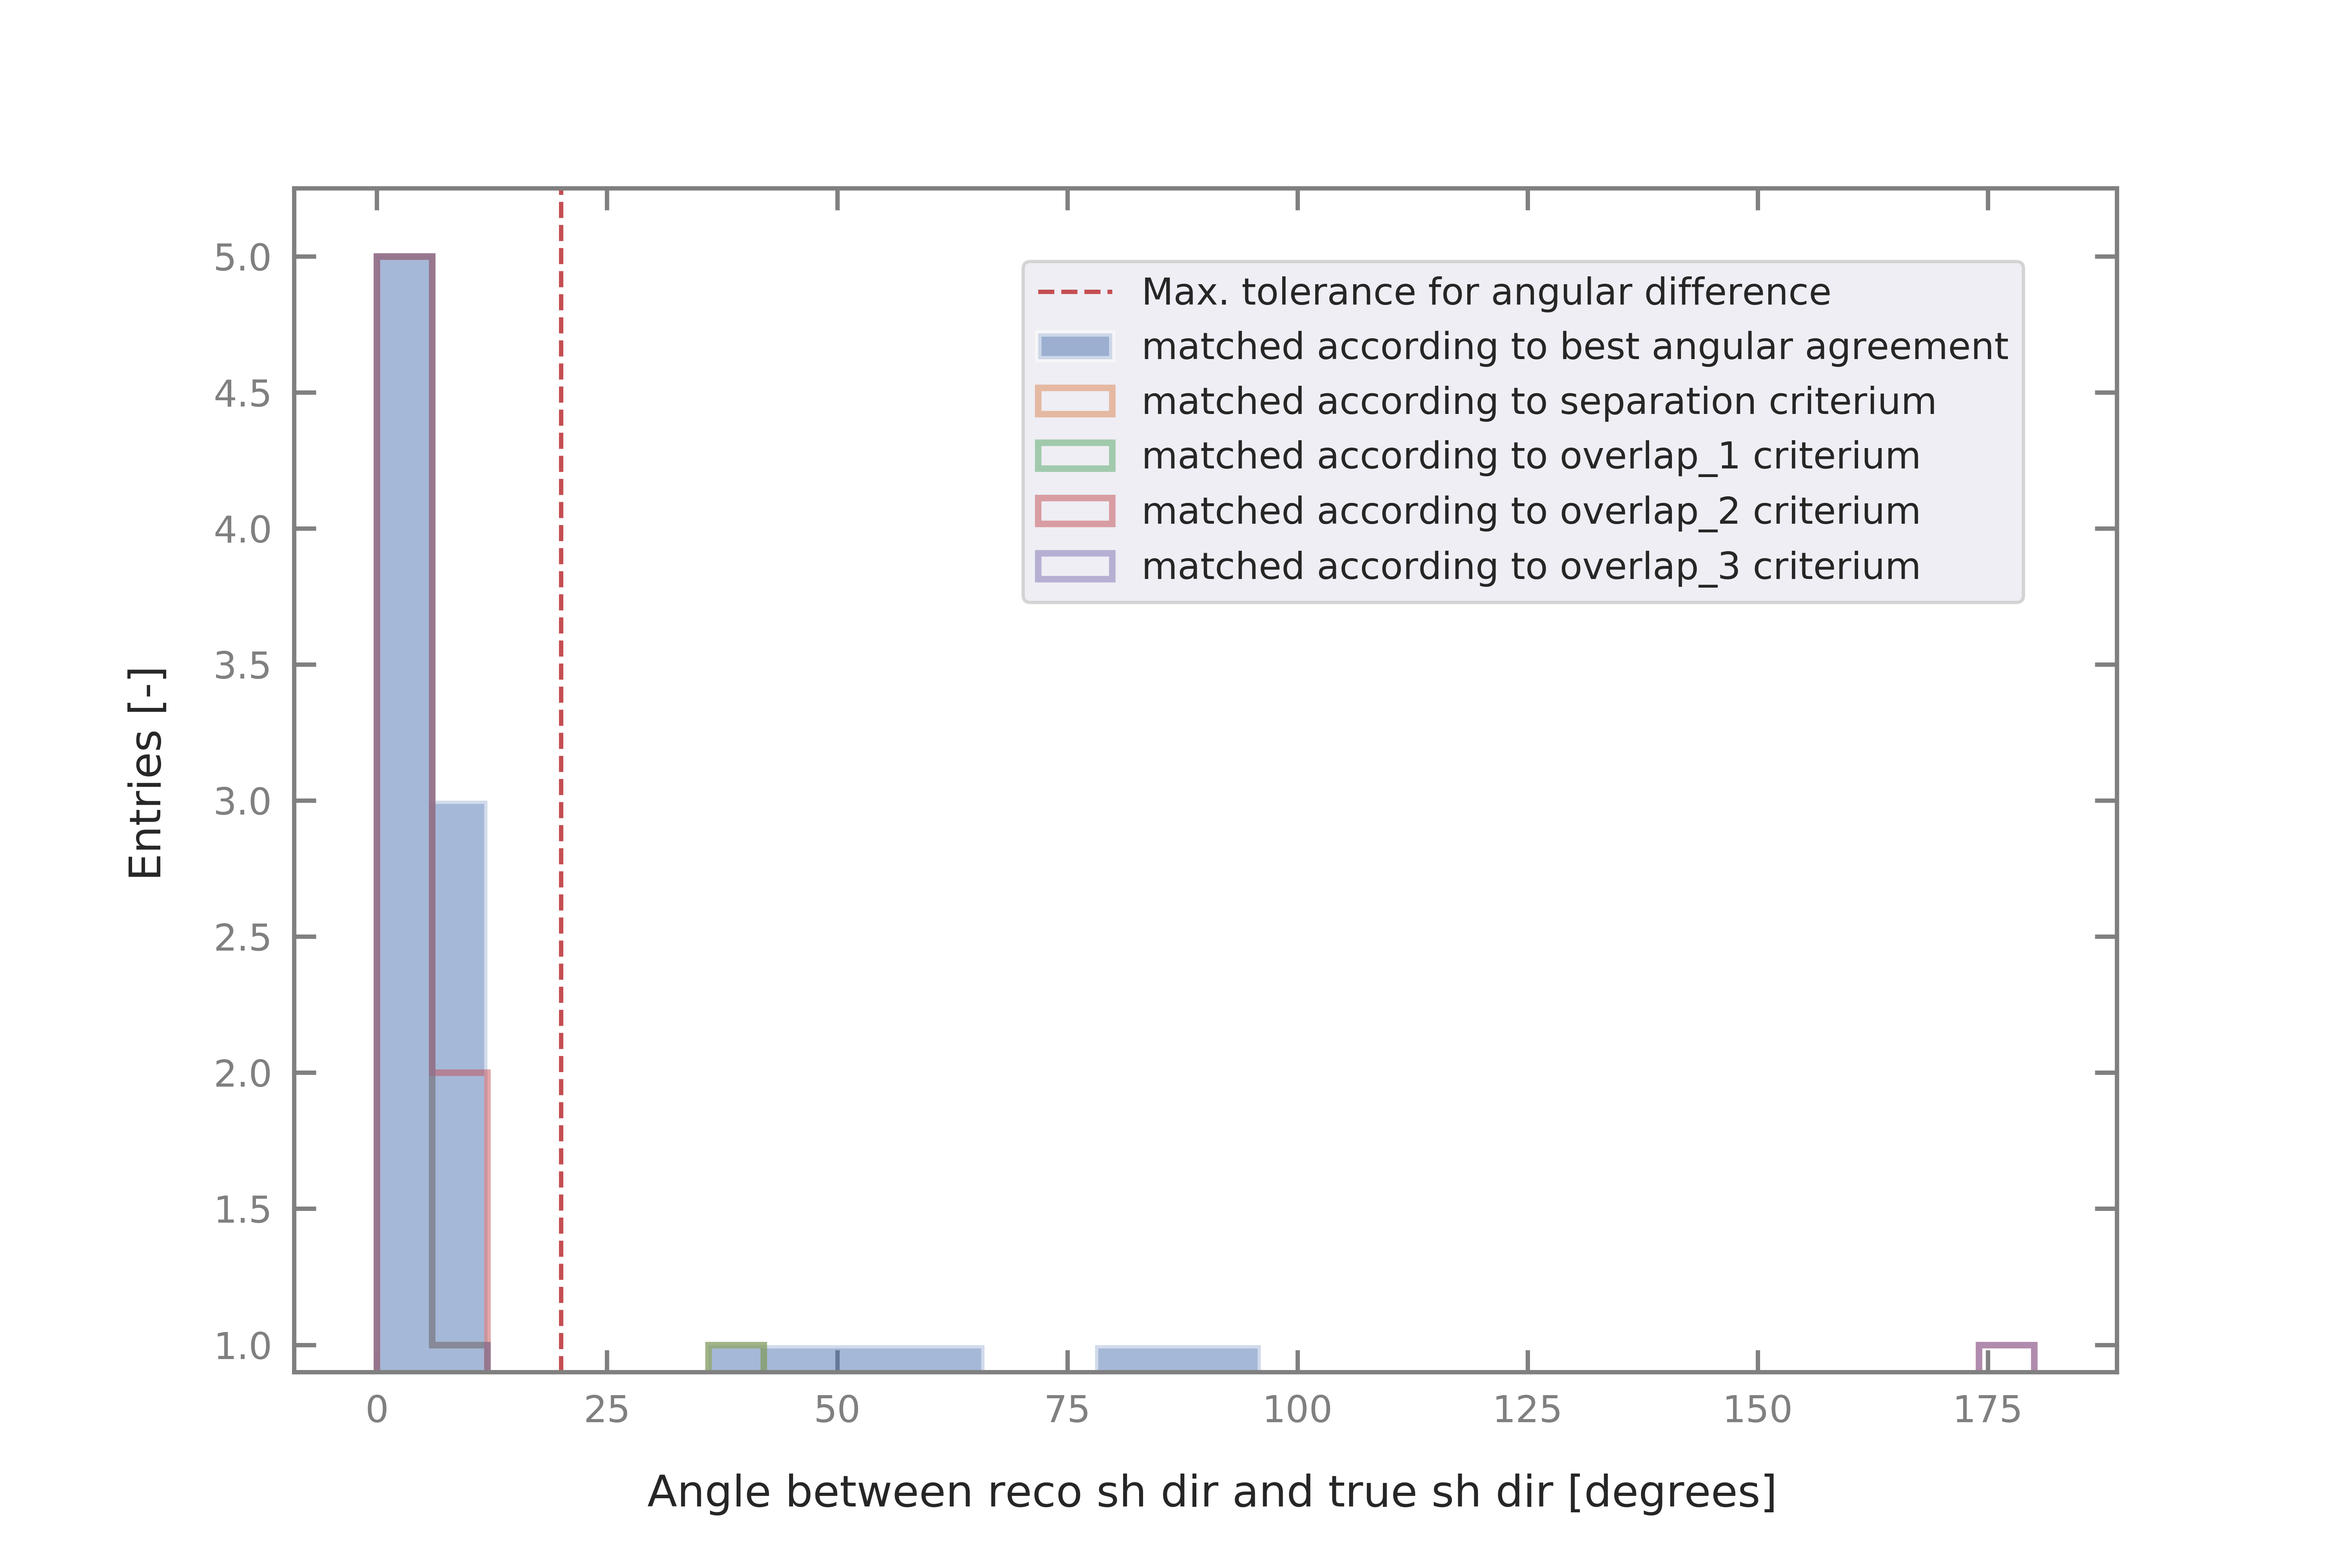 Max. tolerance for angular difference
matched according to best angular agreement
matched according to separation criterium
matched according to overlap_1 criterium
matched according to overlap_2 criterium
matched according to overlap_3 criterium
5.0
4.5
4.0
3.5
3.0
2.5
2.0
1.5
1.0
Entries [-]
0 25 50 75 100 125 150 175
Angle between reco sh dir and true sh dir [degrees]